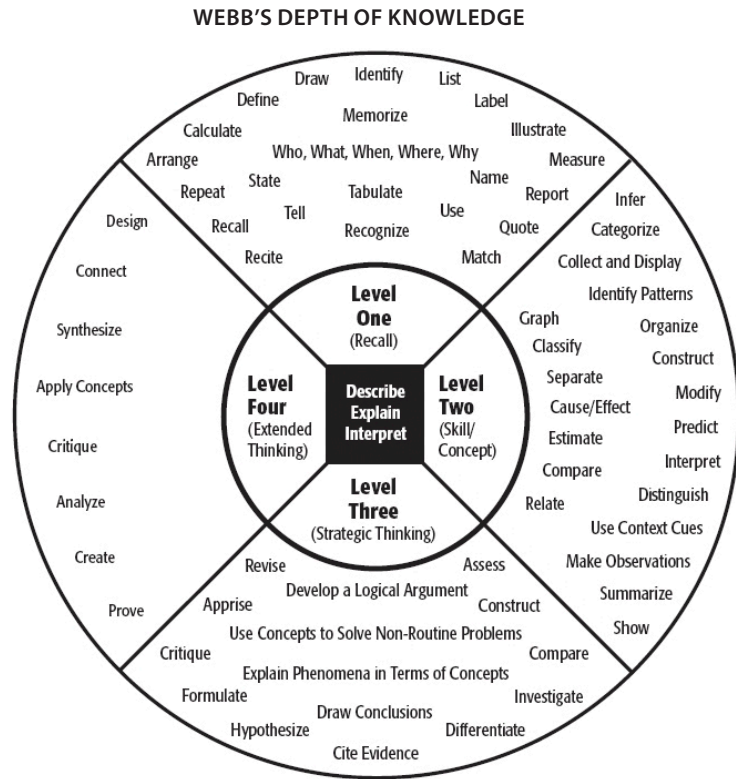 WEBB'S DEPTH OF KNOWLEDGE
Draw
Identify
List
Define
Label
Memorize
Calculate
Illustrate
Who, What, When, Where, Why
Arrange
Measure
Repeat
State
Tabulate
Name
Report
Recall
Tell
Recognize
Use
Quote
Recite
Match
Level
One
(Recall)
Infer
Categorize
Collect and Display
Identify Patterns
Graph
Organize
Classify
Construct
Separate
Modify
Cause/Effect
Predict
Estimate
Interpret
Compare
Distinguish
Relate
Use Context Cues
Make Observations
Summarize
Show
Level
Two
(Skill/
Concept)
Describe
Explain
Interpret
Level
Four
(Extended
Thinking)
Design
Connect
Synthesize
Apply Concepts
Critique
Analyze
Create
Prove
Level
Three
(Strategic Thinking)
Revise
Assess
Develop a Logical Argument
Apprise
Construct
Use Concepts to Solve Non-Routine Problems
Critique
Compare
Explain Phenomena in Terms of Concepts
Formulate
Investigate
Draw Conclusions
Hypothesize
Differentiate
Cite Evidence